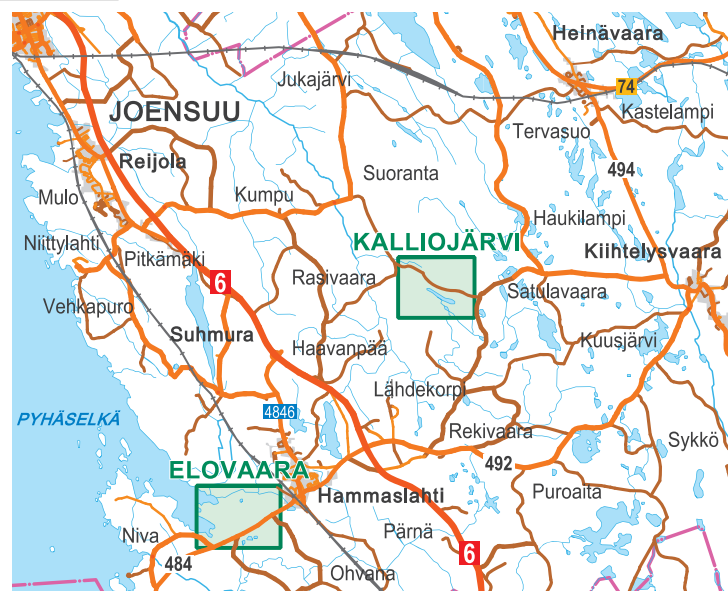 Heinävaara
Jukajärvi
74
JOENSUU
Kastelampi
Tervasuo
Reijola
494
Suoranta
Mulo
Kumpu
Haukilampi
Niittylahti
KALLIOJÄRVI
Kiihtelysvaara
Pitkämäki
6
Rasivaara
Satulavaara
Vehkapuro
Suhmura
Kuusjärvi
Haavanpää
Lähdekorpi
4846
PYHÄSELKÄ
Rekivaara
Sykkö
492
ELOVAARA
Hammaslahti
Puroaita
Niva
Pärnä
6
484
Ohvana